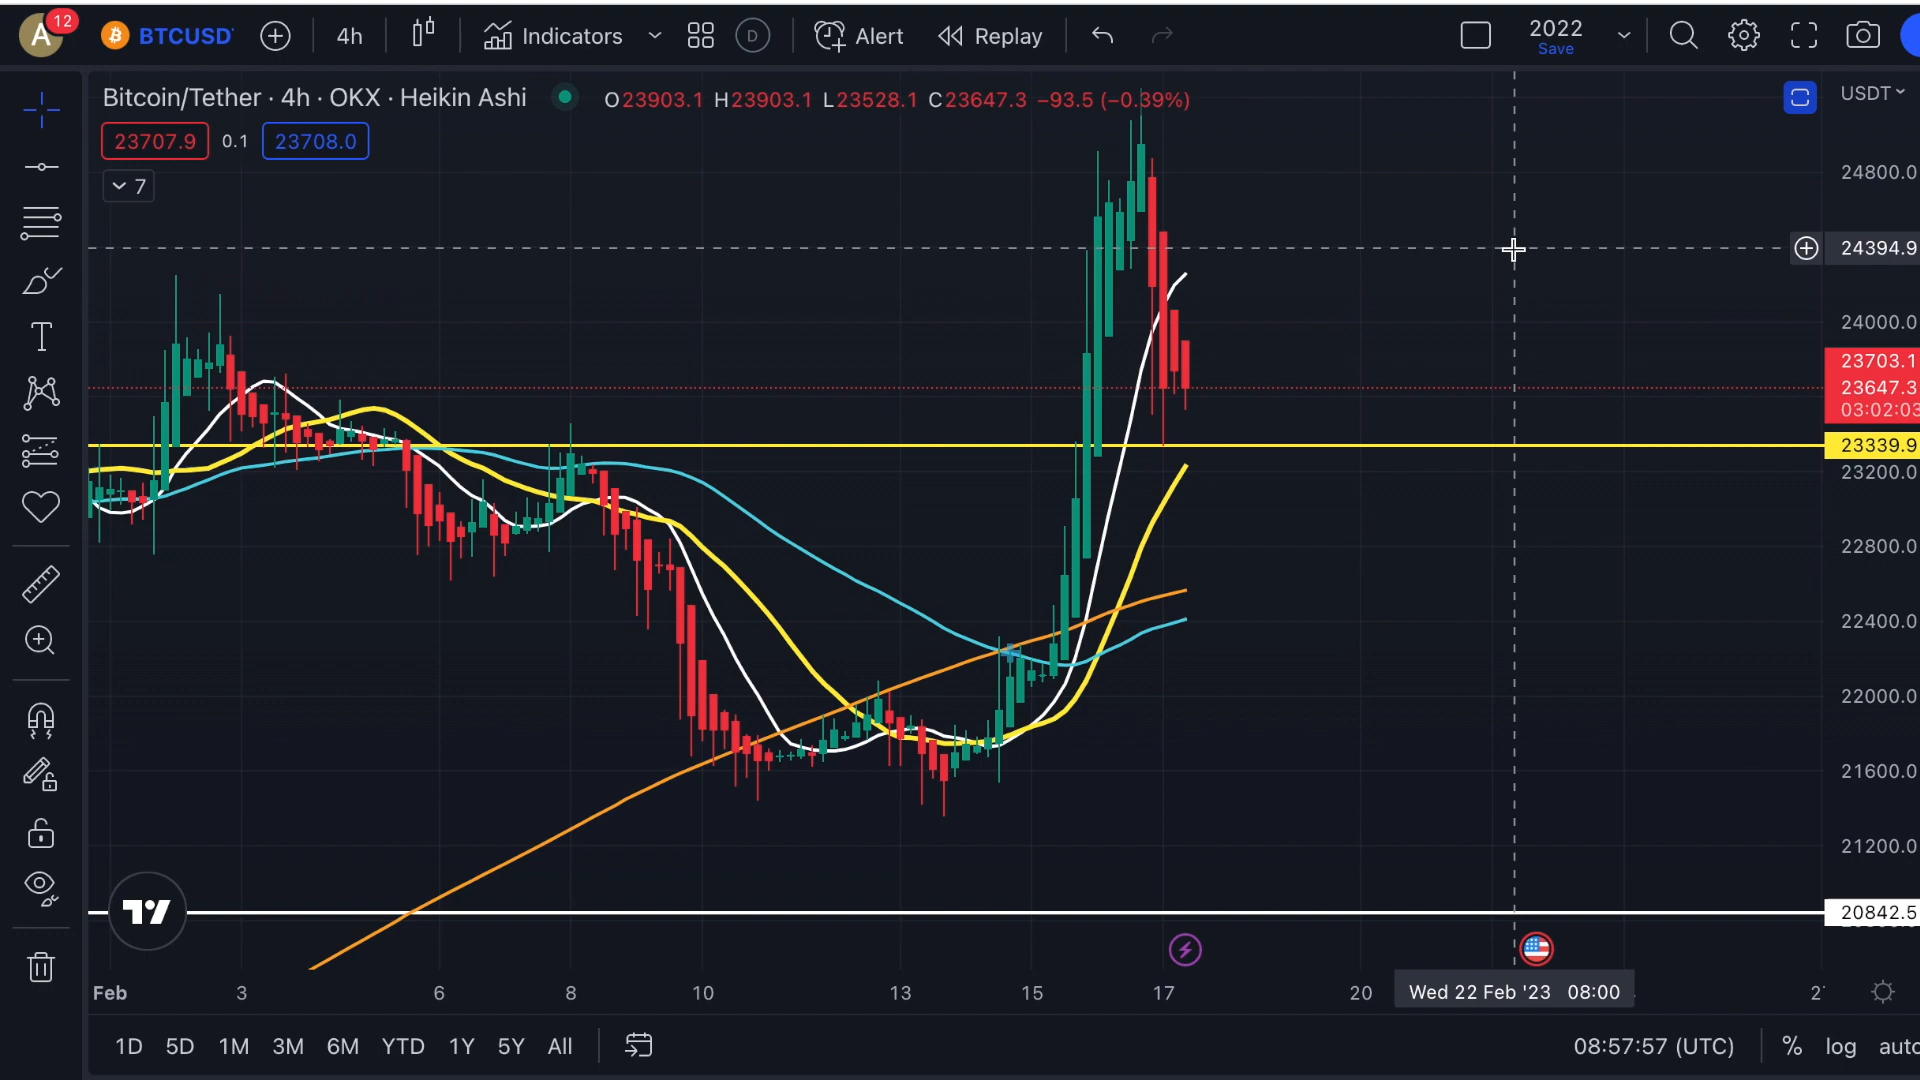 A
12
BTCUSD
4h
Indicators
D
Alert
Replay
2022
Save
Bitcoin/Tether · 4h · OKX · Heikin Ashi
O23903.1 H23903.1 L23528.1 C23647.3 −93.5 (−0.39%)
USDT
23707.9
0.1
23708.0
7
24800.0
24394.9
24000.0
23703.1
23647.3
03:02:03
23339.9
23200.0
22800.0
22400.0
22000.0
21600.0
21200.0
20842.5
Feb 3 6 8 10 13 15 17 20
Wed 22 Feb '23 08:00
1D 5D 1M 3M 6M YTD 1Y 5Y All
08:57:57 (UTC)
% log auto